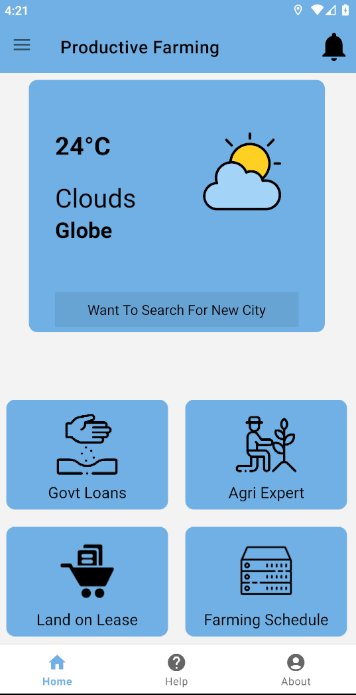 4:21
Productive Farming
24°C
Clouds
Globe
Want To Search For New City
Govt Loans
Agri Expert
Land on Lease
Farming Schedule
Home
Help
About